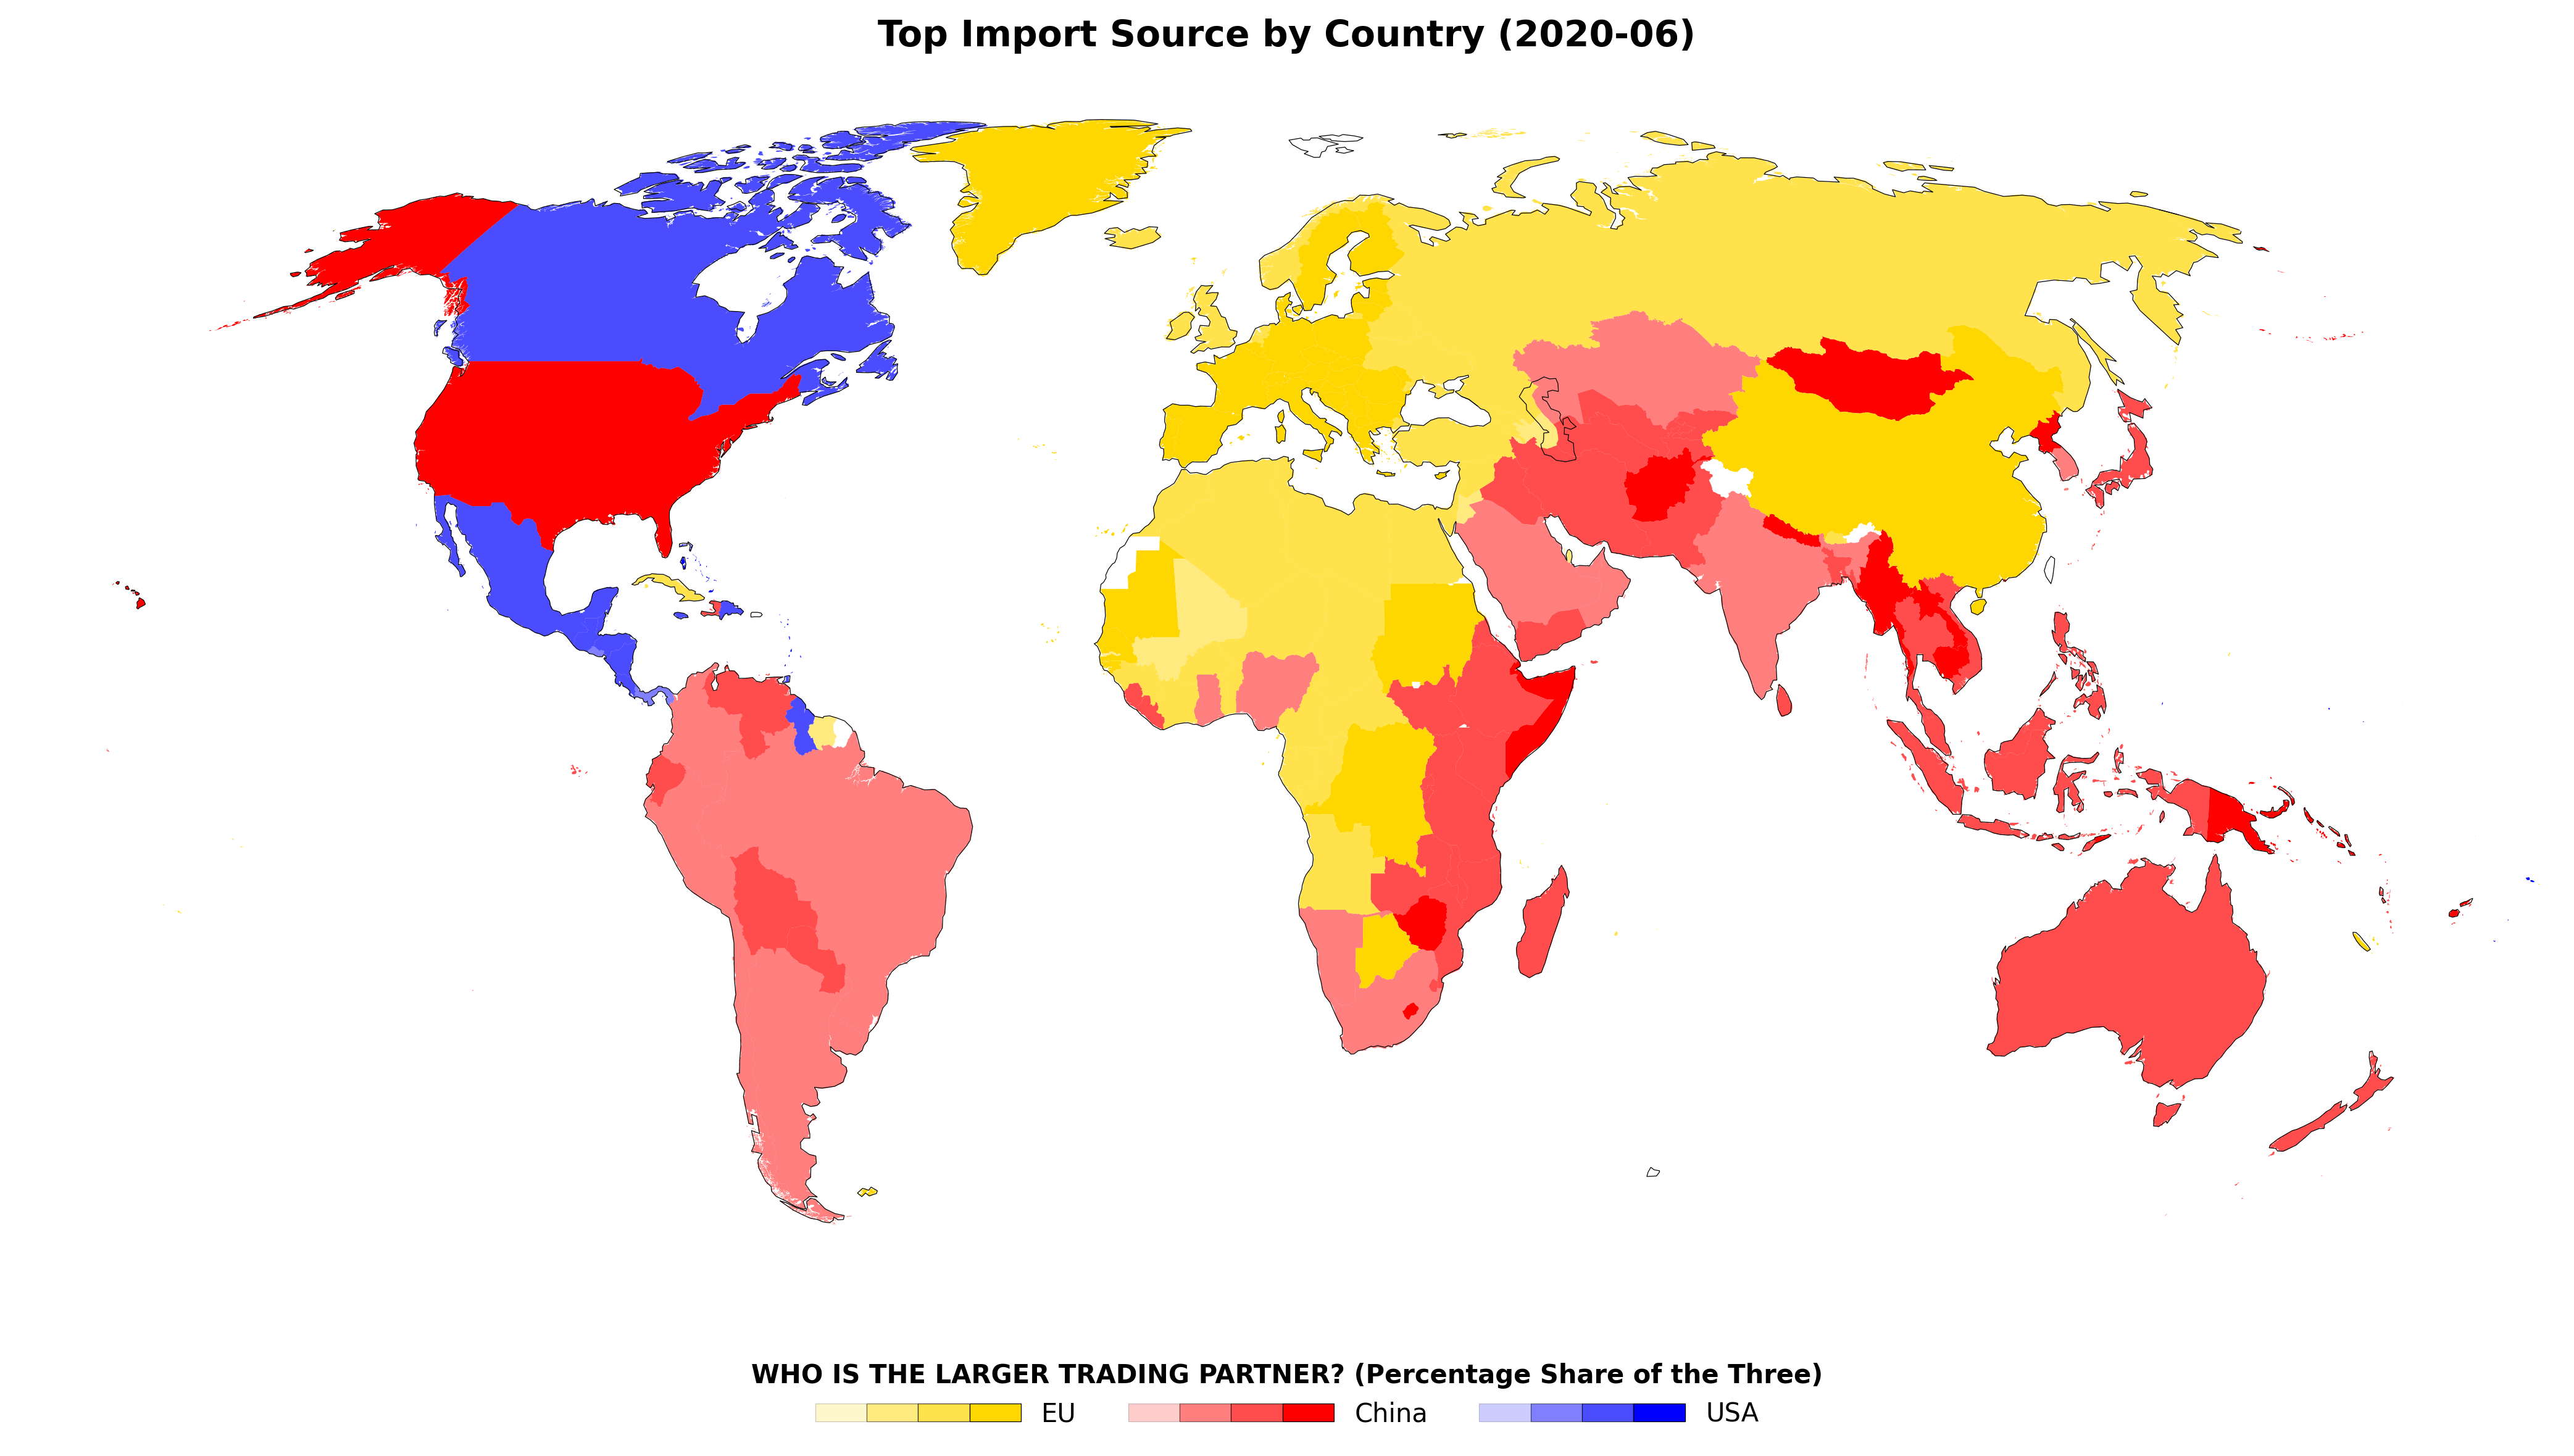 Top Import Source by Country (2020-06)
WHO IS THE LARGER TRADING PARTNER? (Percentage Share of the Three)
EU China USA